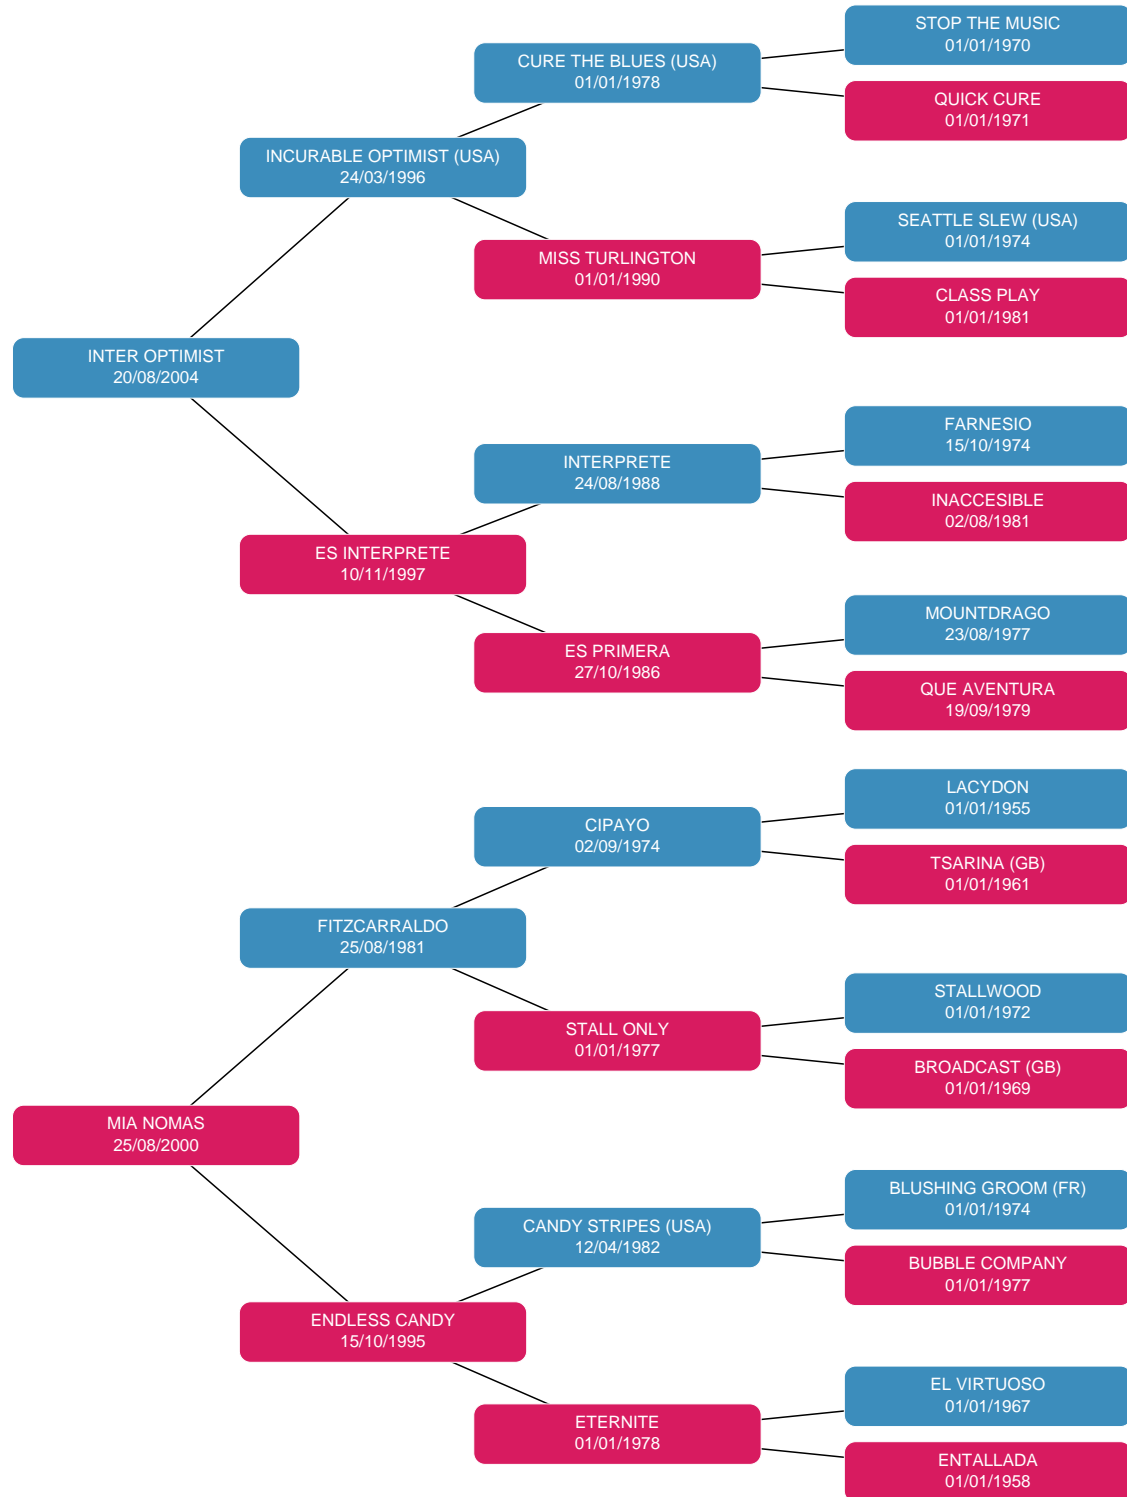 STOP THE MUSIC
01/01/1970
CURE THE BLUES (USA)
01/01/1978
QUICK CURE
01/01/1971
INCURABLE OPTIMIST (USA)
24/03/1996
SEATTLE SLEW (USA)
01/01/1974
MISS TURLINGTON
01/01/1990
CLASS PLAY
01/01/1981
INTER OPTIMIST
20/08/2004
FARNESIO
15/10/1974
INTERPRETE
24/08/1988
INACCESIBLE
02/08/1981
ES INTERPRETE
10/11/1997
MOUNTDRAGO
23/08/1977
ES PRIMERA
27/10/1986
QUE AVENTURA
19/09/1979
LACYDON
01/01/1955
CIPAYO
02/09/1974
TSARINA (GB)
01/01/1961
FITZCARRALDO
25/08/1981
STALLWOOD
01/01/1972
STALL ONLY
01/01/1977
BROADCAST (GB)
01/01/1969
MIA NOMAS
25/08/2000
BLUSHING GROOM (FR)
01/01/1974
CANDY STRIPES (USA)
12/04/1982
BUBBLE COMPANY
01/01/1977
ENDLESS CANDY
15/10/1995
EL VIRTUOSO
01/01/1967
ETERNITE
01/01/1978
ENTALLADA
01/01/1958